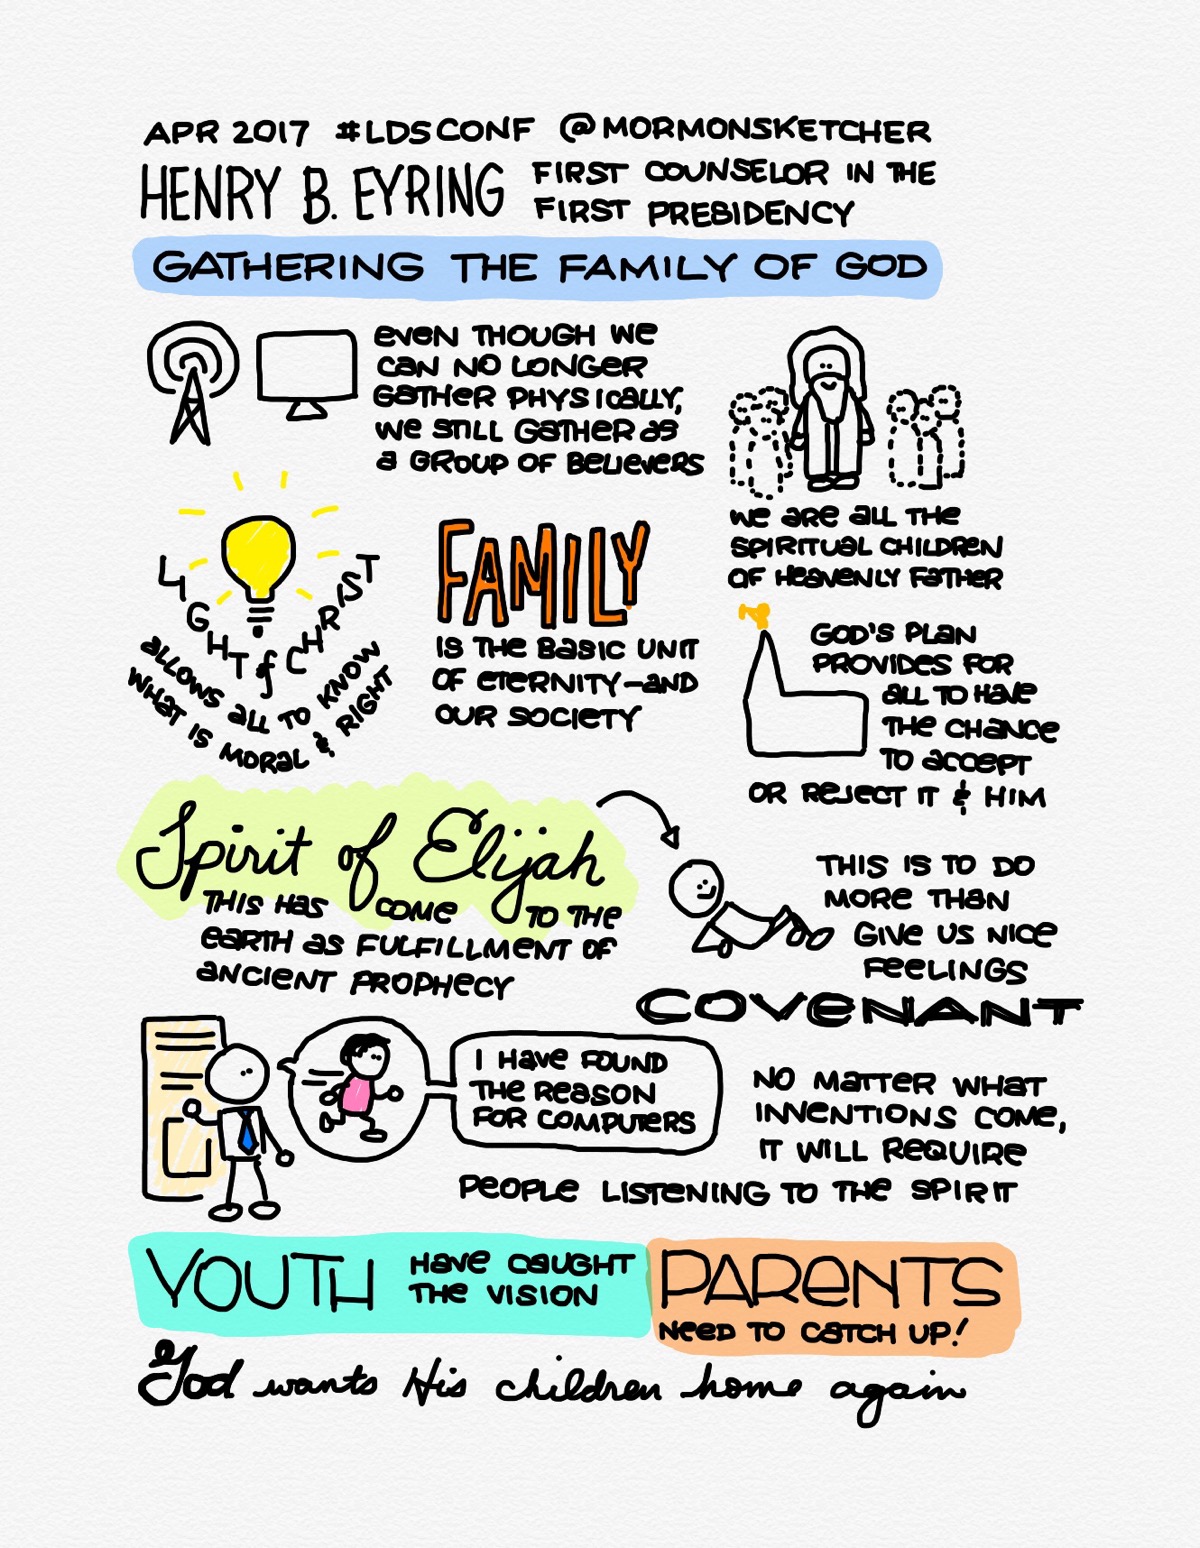 APR 2017 #LDSCONF @MORMONSKETCHER
HENRY B. EYRING
FIRST COUNSELOR IN THE
FIRST PRESIDENCY
GATHERING THE FAMILY OF GOD
EVEN THOUGH WE
CAN NO LONGER
GATHER PHYSICALLY,
WE STILL GATHER AS
A GROUP OF BELIEVERS
WE ARE ALL THE
SPIRITUAL CHILDREN
OF HEAVENLY FATHER
LIGHT of CHRIST
ALLOWS ALL TO KNOW
WHAT IS MORAL & RIGHT
FAMILY
IS THE BASIC UNIT
OF ETERNITY—AND
OUR SOCIETY
GOD'S PLAN
PROVIDES FOR
ALL TO HAVE
THE CHANCE
TO ACCEPT
OR REJECT IT & HIM
Spirit of Elijah
THIS HAS COME TO THE
EARTH AS FULFILLMENT OF
ANCIENT PROPHECY
THIS IS TO DO
MORE THAN
GIVE US NICE
FEELINGS
COVENANT
I HAVE FOUND
THE REASON
FOR COMPUTERS
NO MATTER WHAT
INVENTIONS COME,
IT WILL REQUIRE
PEOPLE LISTENING TO THE SPIRIT
YOUTH
HAVE CAUGHT
THE VISION
PARENTS
NEED TO CATCH UP!
God wants His children home again